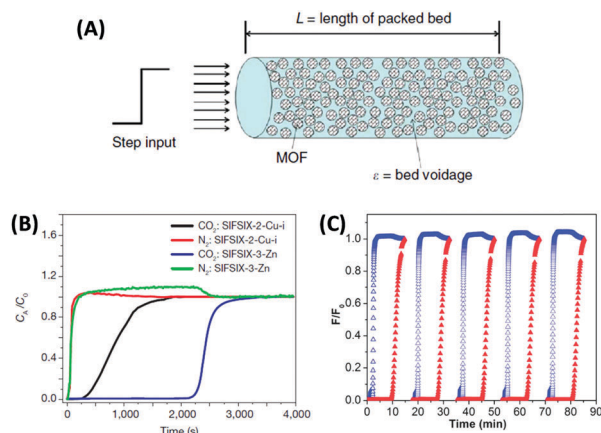 (A)
L = length of packed bed
Step input
MOF
ε = bed voidage
(B)
CO2: SIFSIX-2-Cu-i
N2: SIFSIX-2-Cu-i
CO2: SIFSIX-3-Zn
N2: SIFSIX-3-Zn
CA/C0
1.6
1.2
0.8
0.4
0.0
0 1,000 2,000 3,000 4,000
Time (s)
(C)
F/F
1.0
0.8
0.6
0.4
0.2
0.0
0 10 20 30 40 50 60 70 80 90
Time (min)